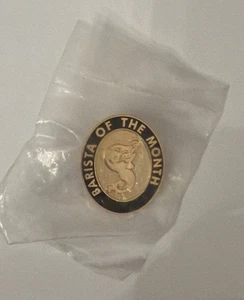 BARISTA OF THE MONTH